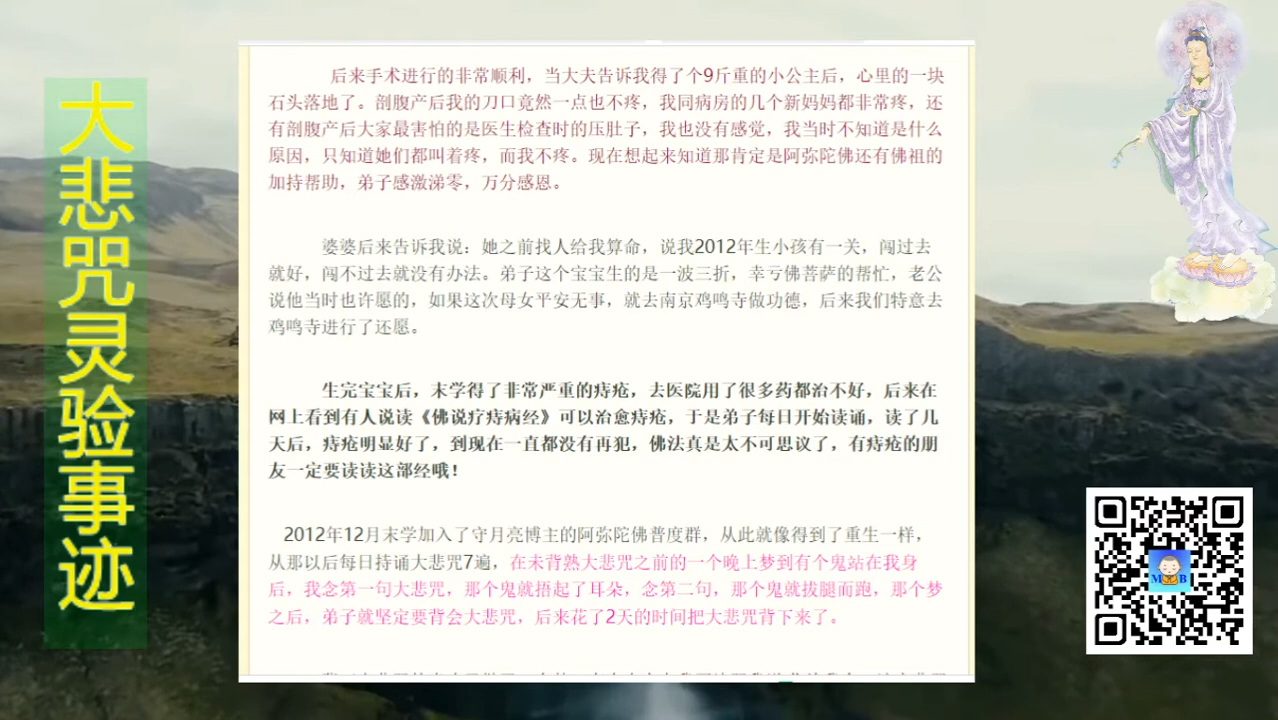 大悲咒灵验事迹
后来手术进行的非常顺利，当大夫告诉我得了个9斤重的小公主后，心里的一块
石头落地了。剖腹产后我的刀口竟然一点也不疼，我同病房的几个新妈妈都非常疼，还
有剖腹产后大家最害怕的是医生检查时的压肚子，我也没有感觉，我当时不知道是什么
原因，只知道她们都叫着疼，而我不疼。现在想起来知道那肯定是阿弥陀佛还有佛祖的
加持帮助，弟子感激涕零，万分感恩。
婆婆后来告诉我说：她之前找人给我算命，说我2012年生小孩有一关，闯过去
就好，闯不过去就没有办法。弟子这个宝宝生的是一波三折，幸亏佛菩萨的帮忙，老公
说他当时也许愿的，如果这次母女平安无事，就去南京鸡鸣寺做功德，后来我们特意去
鸡鸣寺进行了还愿。
生完宝宝后，末学得了非常严重的痔疮，去医院用了很多药都治不好，后来在
网上看到有人说读《佛说疗痔病经》可以治愈痔疮，于是弟子每日开始读诵，读了几
天后，痔疮明显好了，到现在一直都没有再犯，佛法真是太不可思议了，有痔疮的朋
友一定要读读这部经哦！
2012年12月末学加入了守月亮博主的阿弥陀佛普度群，从此就像得到了重生一样，
从那以后每日持诵大悲咒7遍，在未背熟大悲咒之前的一个晚上梦到有个鬼站在我身
后，我念第一句大悲咒，那个鬼就捂起了耳朵，念第二句，那个鬼就拔腿而跑，那个梦
之后，弟子就坚定要背会大悲咒，后来花了2天的时间把大悲咒背下来了。
M B